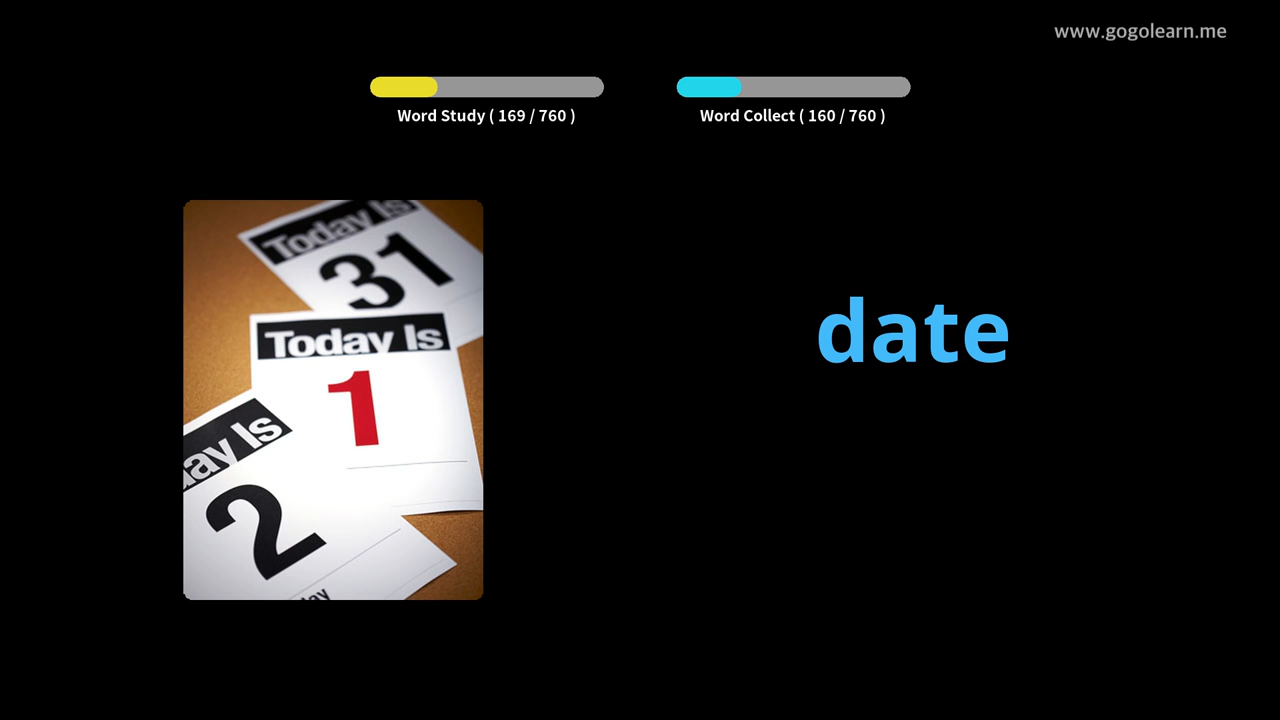 www.gogolearn.me
Word Study ( 169 / 760 )
Word Collect ( 160 / 760 )
Today Is
31
Today Is
1
day Is
2
date